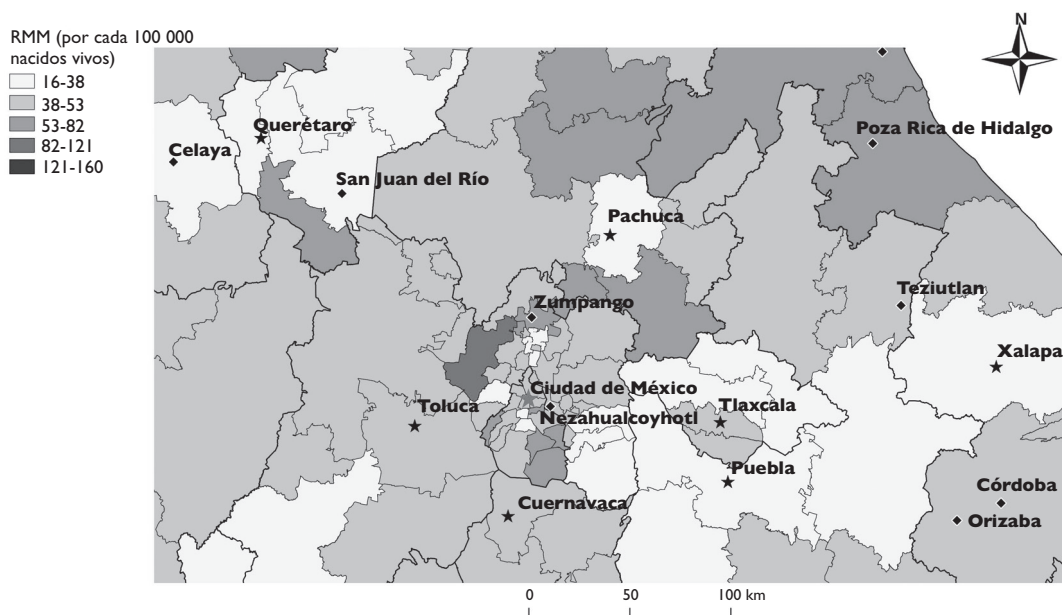 RMM (por cada 100 000
nacidos vivos)
16-38
38-53
53-82
82-121
121-160
N
Querétaro
Celaya
San Juan del Río
Poza Rica de Hidalgo
Pachuca
Zumpango
Teziutlan
Xalapa
Ciudad de México
Toluca
Nezahualcoyhotl
Tlaxcala
Puebla
Cuernavaca
Córdoba
Orizaba
0 50 100 km